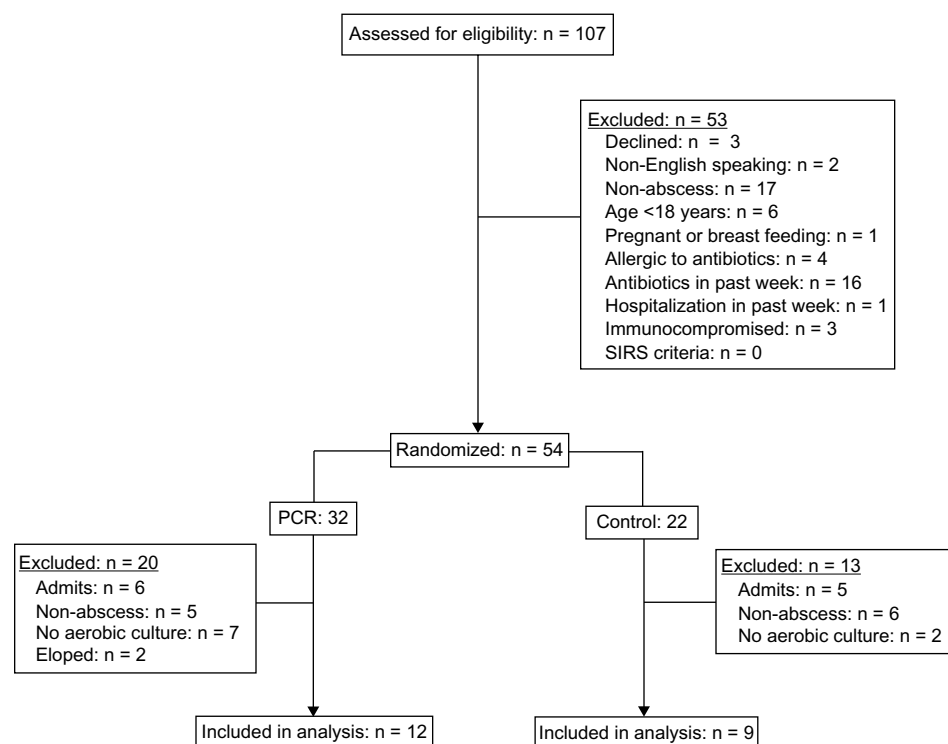 Assessed for eligibility: n = 107
Excluded: n = 53
Declined: n = 3
Non-English speaking: n = 2
Non-abscess: n = 17
Age <18 years: n = 6
Pregnant or breast feeding: n = 1
Allergic to antibiotics: n = 4
Antibiotics in past week: n = 16
Hospitalization in past week: n = 1
Immunocompromised: n = 3
SIRS criteria: n = 0
Randomized: n = 54
PCR: 32
Control: 22
Excluded: n = 20
Admits: n = 6
Non-abscess: n = 5
No aerobic culture: n = 7
Eloped: n = 2
Excluded: n = 13
Admits: n = 5
Non-abscess: n = 6
No aerobic culture: n = 2
Included in analysis: n = 12
Included in analysis: n = 9